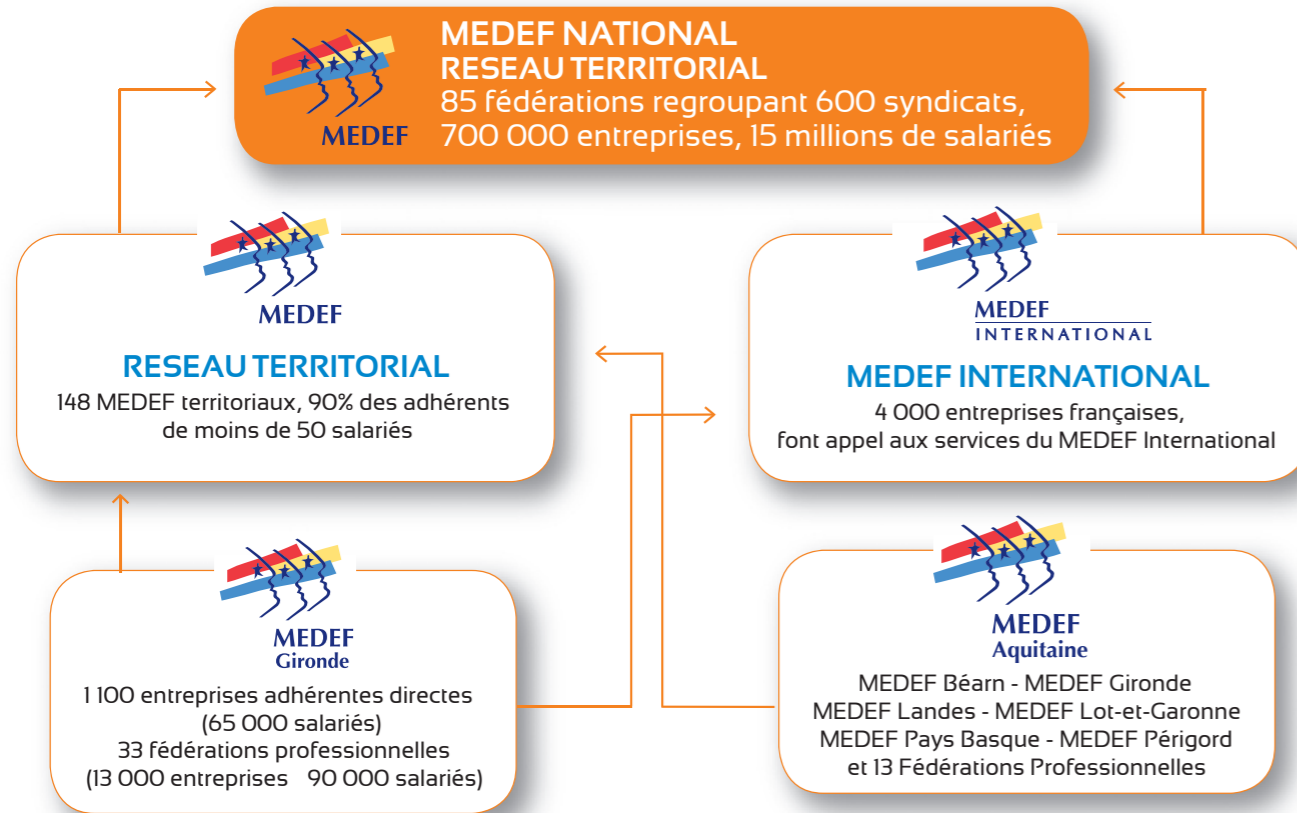 MEDEF NATIONAL
RESEAU TERRITORIAL
85 fédérations regroupant 600 syndicats,
700 000 entreprises, 15 millions de salariés
MEDEF
MEDEF
RESEAU TERRITORIAL
148 MEDEF territoriaux, 90% des adhérents
de moins de 50 salariés
MEDEF
INTERNATIONAL
MEDEF INTERNATIONAL
4 000 entreprises françaises,
font appel aux services du MEDEF International
MEDEF
Gironde
1 100 entreprises adhérentes directes
(65 000 salariés)
33 fédérations professionnelles
(13 000 entreprises 90 000 salariés)
MEDEF
Aquitaine
MEDEF Béarn - MEDEF Gironde
MEDEF Landes - MEDEF Lot-et-Garonne
MEDEF Pays Basque - MEDEF Périgord
et 13 Fédérations Professionnelles